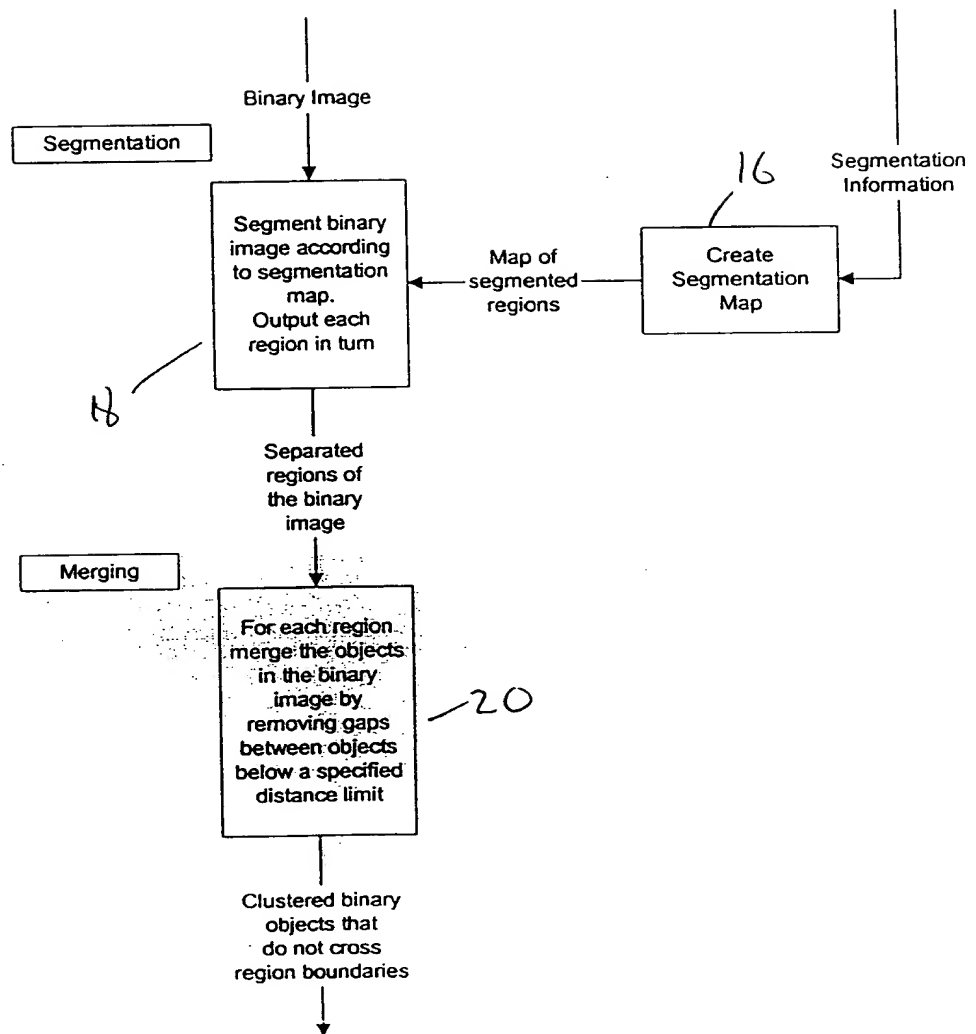 Binary Image
Segmentation
Segmentation
Information
16
Segment binary
image according
to segmentation
map.
Output each
region in turn
Map of
segmented
regions
Create
Segmentation
Map
18
Separated
regions of
the binary
image
Merging
For each region
merge the objects
in the binary
image by
removing gaps
between objects
below a specified
distance limit
20
Clustered binary
objects that
do not cross
region boundaries